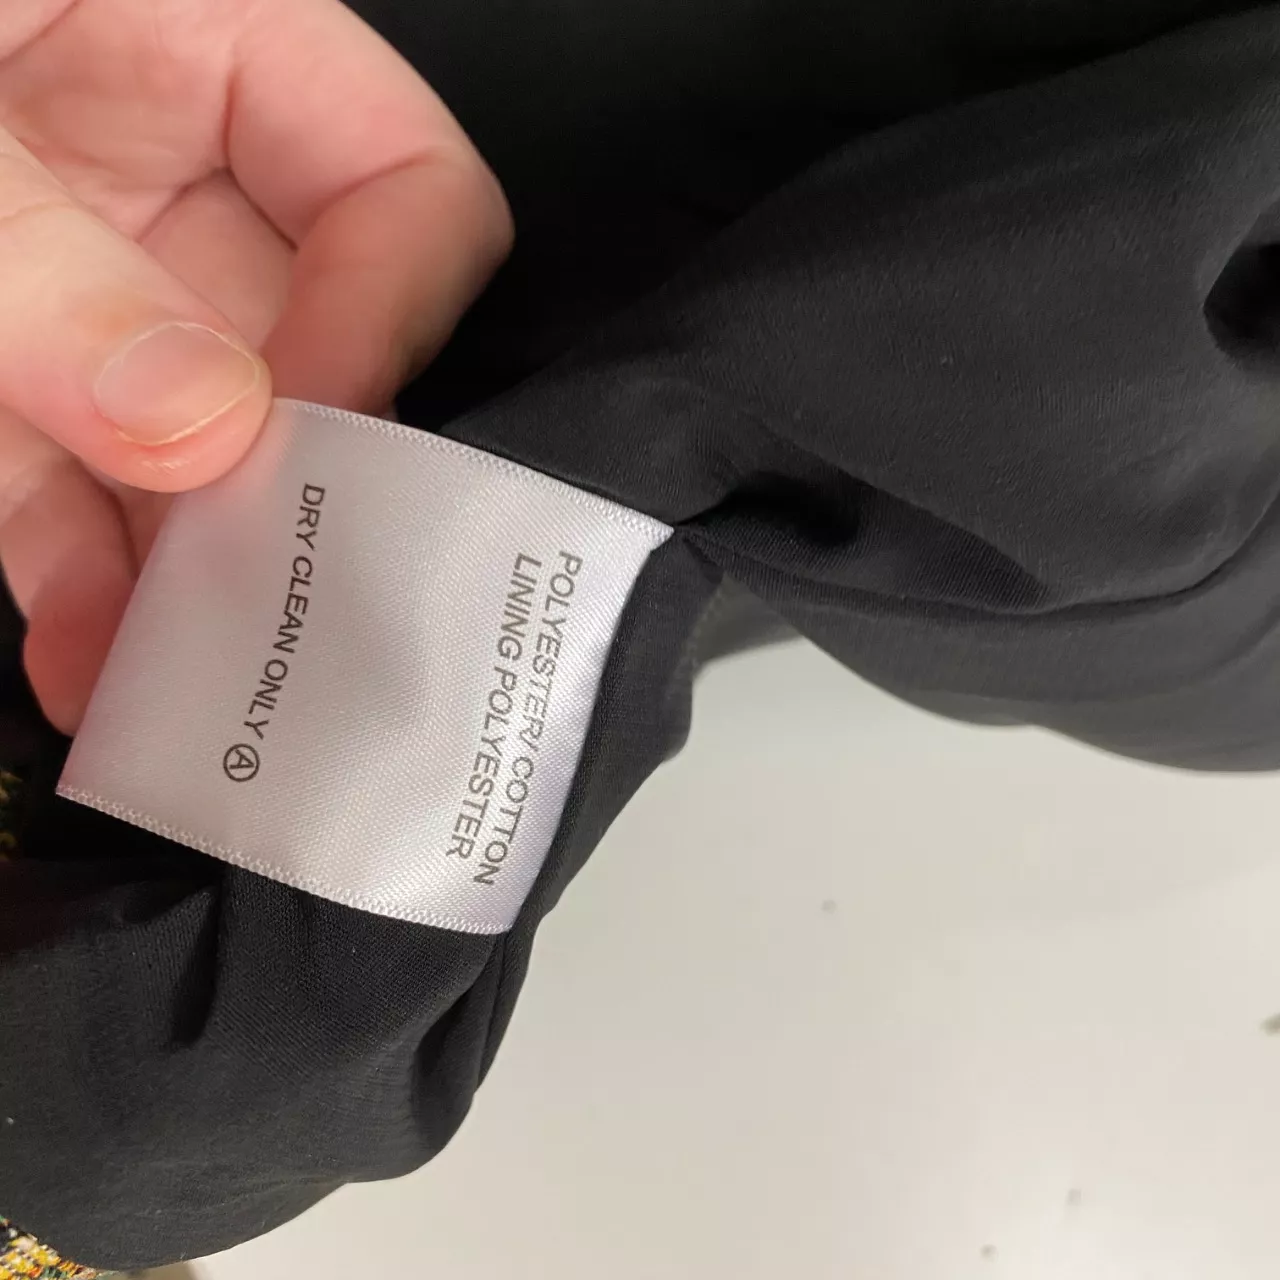 POLYESTER/COTTON
LINING POLYESTER
DRY CLEAN ONLY Ⓐ